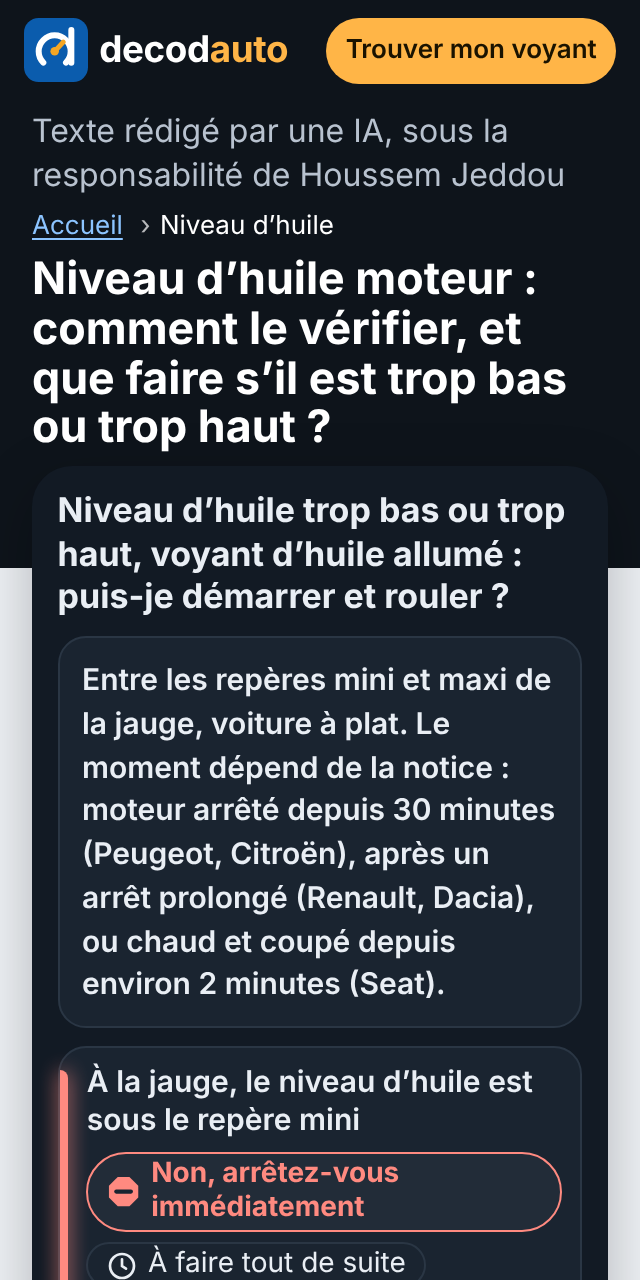 decodauto
Trouver mon voyant
Texte rédigé par une IA, sous la
responsabilité de Houssem Jeddou
Accueil › Niveau d’huile
Niveau d’huile moteur :
comment le vérifier, et
que faire s’il est trop bas
ou trop haut ?
Niveau d’huile trop bas ou trop
haut, voyant d’huile allumé :
puis-je démarrer et rouler ?
Entre les repères mini et maxi de
la jauge, voiture à plat. Le
moment dépend de la notice :
moteur arrêté depuis 30 minutes
(Peugeot, Citroën), après un
arrêt prolongé (Renault, Dacia),
ou chaud et coupé depuis
environ 2 minutes (Seat).
À la jauge, le niveau d’huile est
sous le repère mini
Non, arrêtez-vous
immédiatement
À faire tout de suite